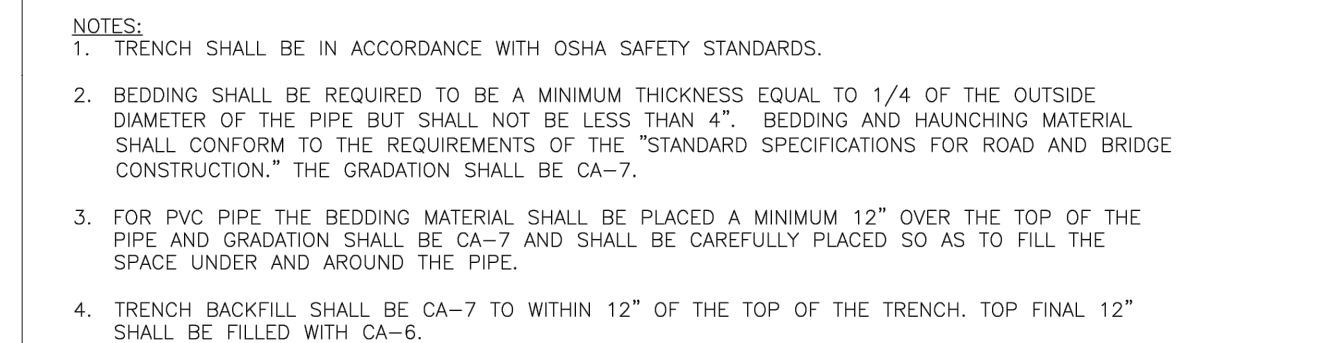 NOTES:
1. TRENCH SHALL BE IN ACCORDANCE WITH OSHA SAFETY STANDARDS.
2. BEDDING SHALL BE REQUIRED TO BE A MINIMUM THICKNESS EQUAL TO 1/4 OF THE OUTSIDE
DIAMETER OF THE PIPE BUT SHALL NOT BE LESS THAN 4”. BEDDING AND HAUNCHING MATERIAL
SHALL CONFORM TO THE REQUIREMENTS OF THE ”STANDARD SPECIFICATIONS FOR ROAD AND BRIDGE
CONSTRUCTION.” THE GRADATION SHALL BE CA–7.
3. FOR PVC PIPE THE BEDDING MATERIAL SHALL BE PLACED A MINIMUM 12” OVER THE TOP OF THE
PIPE AND GRADATION SHALL BE CA–7 AND SHALL BE CAREFULLY PLACED SO AS TO FILL THE
SPACE UNDER AND AROUND THE PIPE.
4. TRENCH BACKFILL SHALL BE CA–7 TO WITHIN 12” OF THE TOP OF THE TRENCH. TOP FINAL 12”
SHALL BE FILLED WITH CA–6.